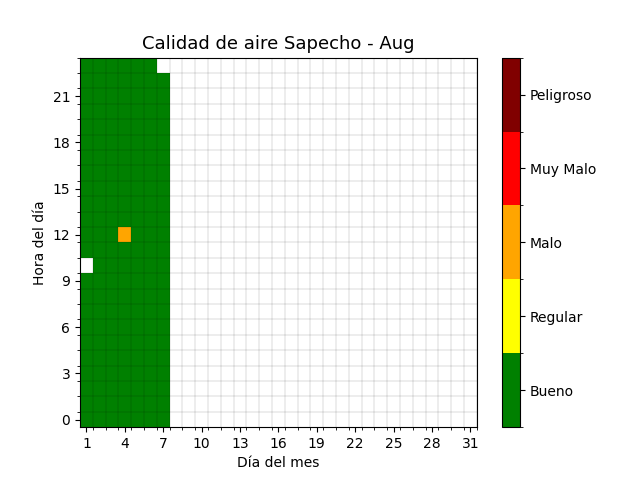 Calidad de aire Sapecho - Aug
Hora del día
21
18
15
12
9
6
3
0
1 4 7 10 13 16 19 22 25 28 31
Día del mes
Peligroso
Muy Malo
Malo
Regular
Bueno